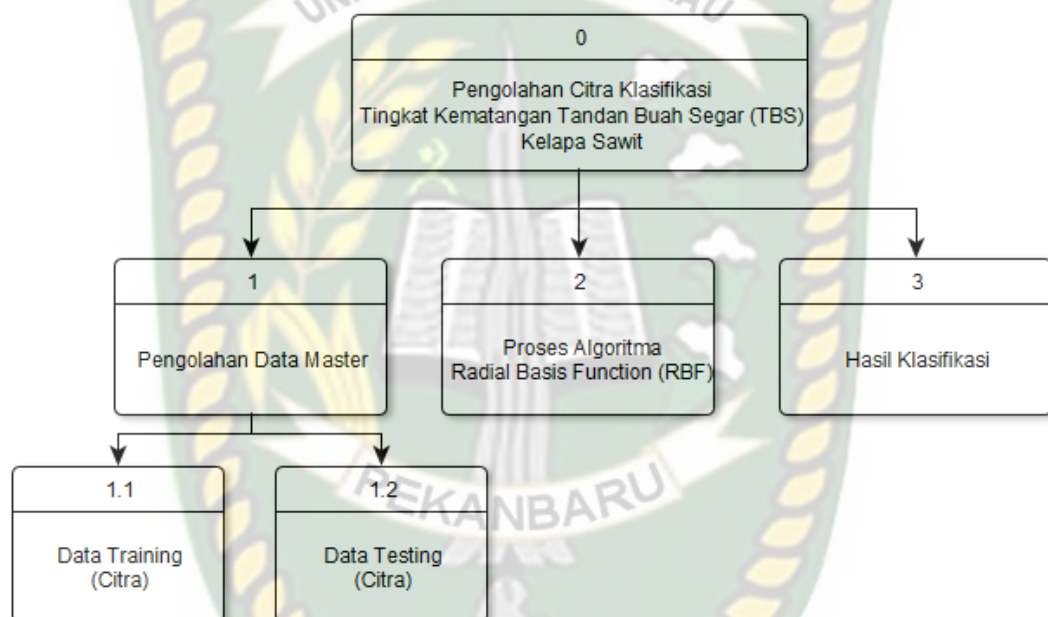 0
Pengolahan Citra Klasifikasi
Tingkat Kematangan Tandan Buah Segar (TBS)
Kelapa Sawit
1
Pengolahan Data Master
2
Proses Algoritma
Radial Basis Function (RBF)
3
Hasil Klasifikasi
1.1
Data Training
(Citra)
1.2
Data Testing
(Citra)
PEKANBARU